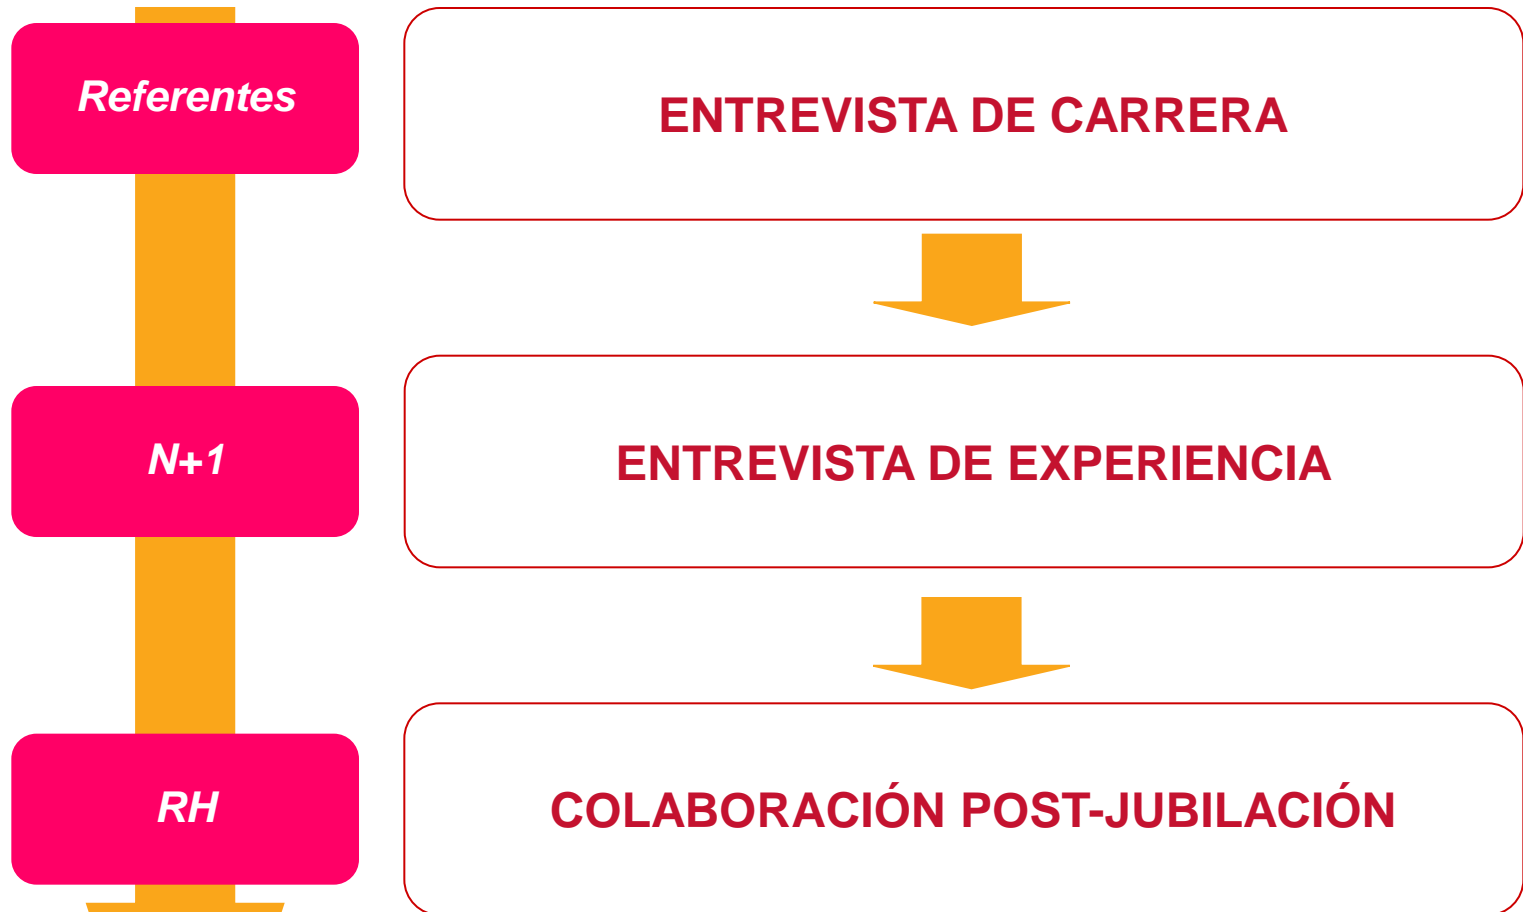 Referentes
ENTREVISTA DE CARRERA
N+1
ENTREVISTA DE EXPERIENCIA
RH
COLABORACIÓN POST-JUBILACIÓN